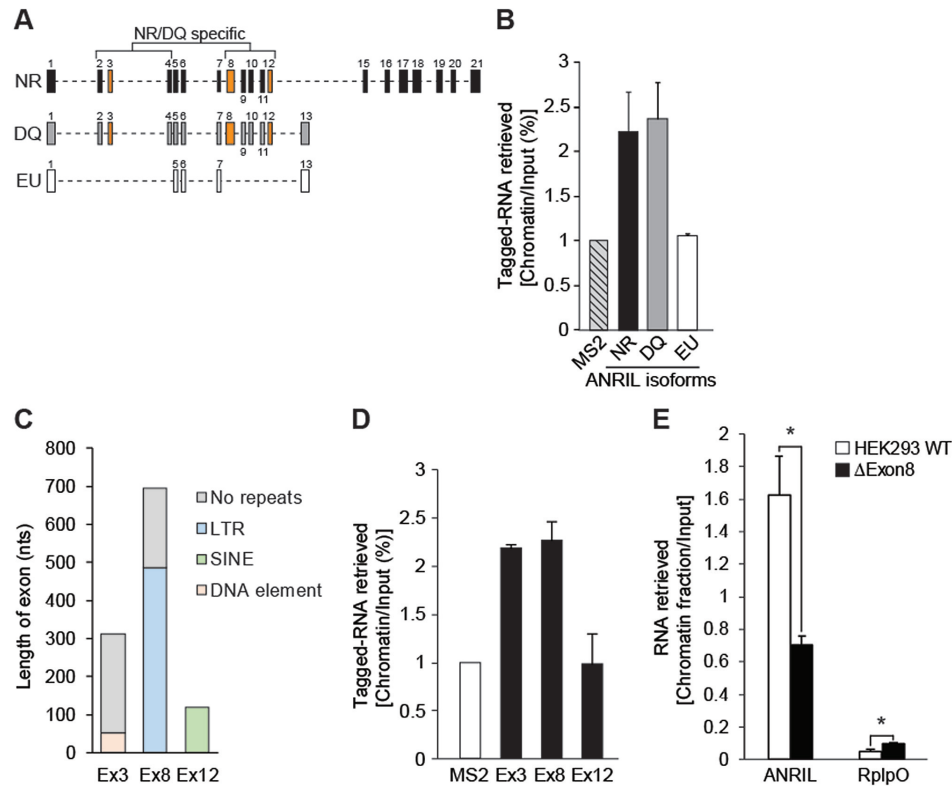 A
NR/DQ specific
1 2 3 4 5 6 7 8 10 12 15 16 17 18 19 20 21
NR
9 11
1 2 3 4 5 6 7 8 10 12 13
DQ
9 11
1 5 6 7 13
EU
B
Tagged-RNA retrieved
[Chromatin/Input (%)]
3
2.5
2
1.5
1
0.5
0
MS2 NR DQ EU
ANRIL isoforms
C
Length of exon (nts)
800
700
600
500
400
300
200
100
0
No repeats
LTR
SINE
DNA element
Ex3 Ex8 Ex12
D
Tagged-RNA retrieved
[Chromatin/Input (%)]
3
2.5
2
1.5
1
0.5
0
MS2 Ex3 Ex8 Ex12
E
RNA retrieved
[Chromatin fraction/Input]
2
1.8
1.6
1.4
1.2
1
0.8
0.6
0.4
0.2
0
*
*
HEK293 WT
ΔExon8
ANRIL RplpO